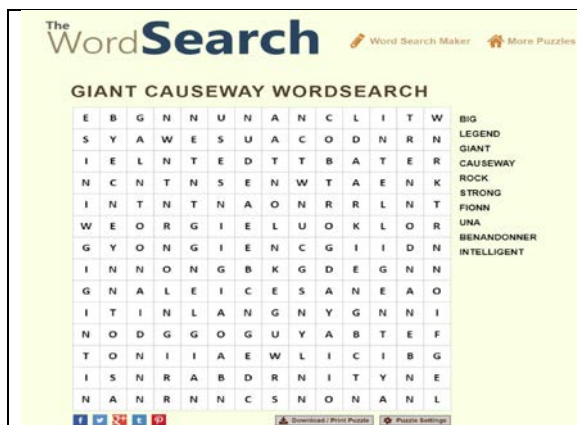 The
WordSearch
Word Search Maker
More Puzzles
GIANT CAUSEWAY WORDSEARCH
E B G N N U N A N C L I T W
S Y A W E S U A C O D N R N
I E L N T E D T T B A T E R
N C N T N S E N W T A E N K
I N T N T N A O N R R L N T
W E O R G I E L U O K L O R
G Y O N G I E N C G I I D N
I N N O N G B K G D E G N N
G N A L E I C E S A N E A O
I T I N L A N G N Y G N N I
N O D G G O G U Y A B T E F
T O N I I A E W L I C I B G
I S N R A B D R N I T Y N E
N A N R N N C S N O N A N L
BIG
LEGEND
GIANT
CAUSEWAY
ROCK
STRONG
FIONN
UNA
BENANDONNER
INTELLIGENT
Download / Print Puzzle
Puzzle Settings